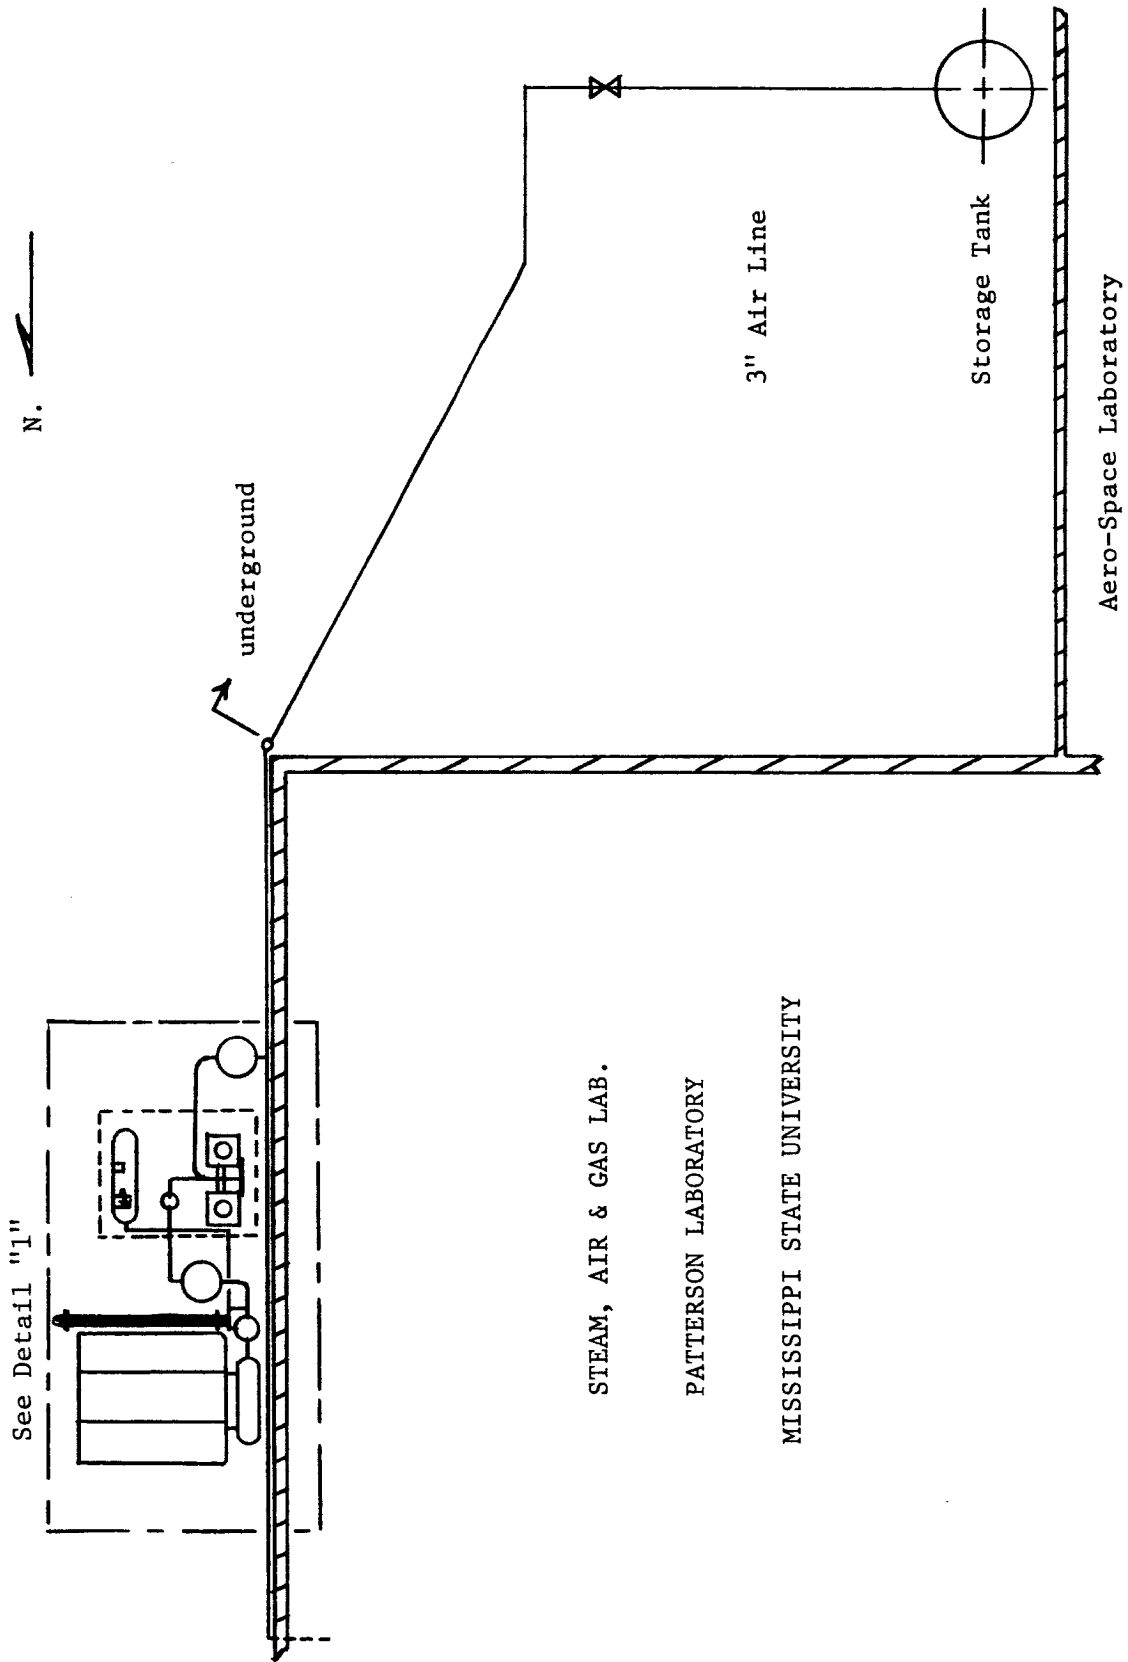 See Detail "1"
N.
underground
3" Air Line
Storage Tank
Aero-Space Laboratory
STEAM, AIR & GAS LAB.
PATTERSON LABORATORY
MISSISSIPPI STATE UNIVERSITY